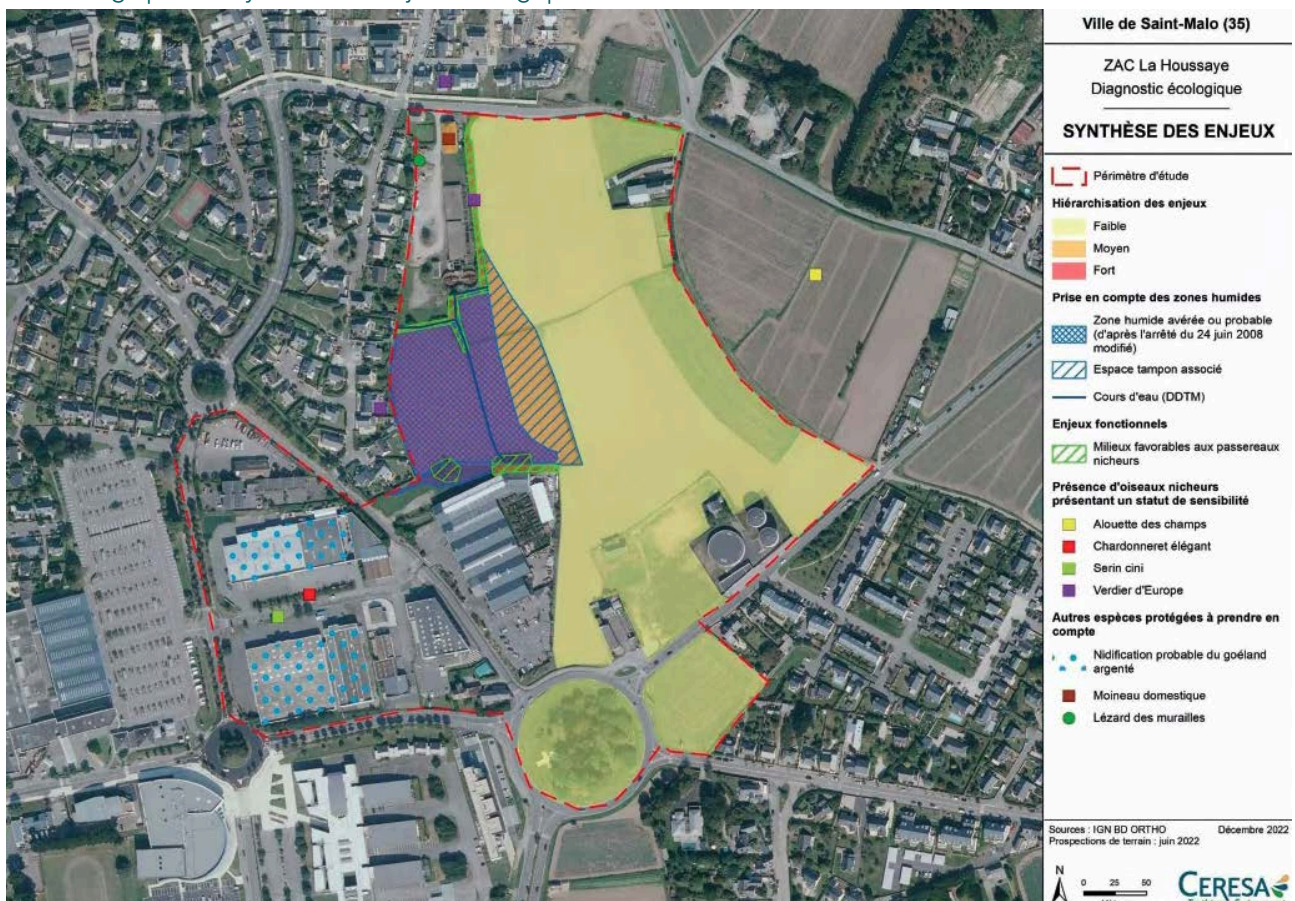 Ville de Saint-Malo (35)
ZAC La Houssaye
Diagnostic écologique
SYNTHÈSE DES ENJEUX
Périmètre d'étude
Hiérarchisation des enjeux
Faible
Moyen
Fort
Prise en compte des zones humides
Zone humide avérée ou probable
(d'après l'arrêté du 24 juin 2008
modifié)
Espace tampon associé
Cours d'eau (DDTM)
Enjeux fonctionnels
Milieux favorables aux passereaux
nicheurs
Présence d'oiseaux nicheurs
présentant un statut de sensibilité
Alouette des champs
Chardonneret élégant
Serin cini
Verdier d'Europe
Autres espèces protégées à prendre en
compte
Nidification probable du goéland
argenté
Moineau domestique
Lézard des murailles
Sources : IGN BD ORTHO Décembre 2022
Prospections de terrain : juin 2022
N
0 25 50
CERESA